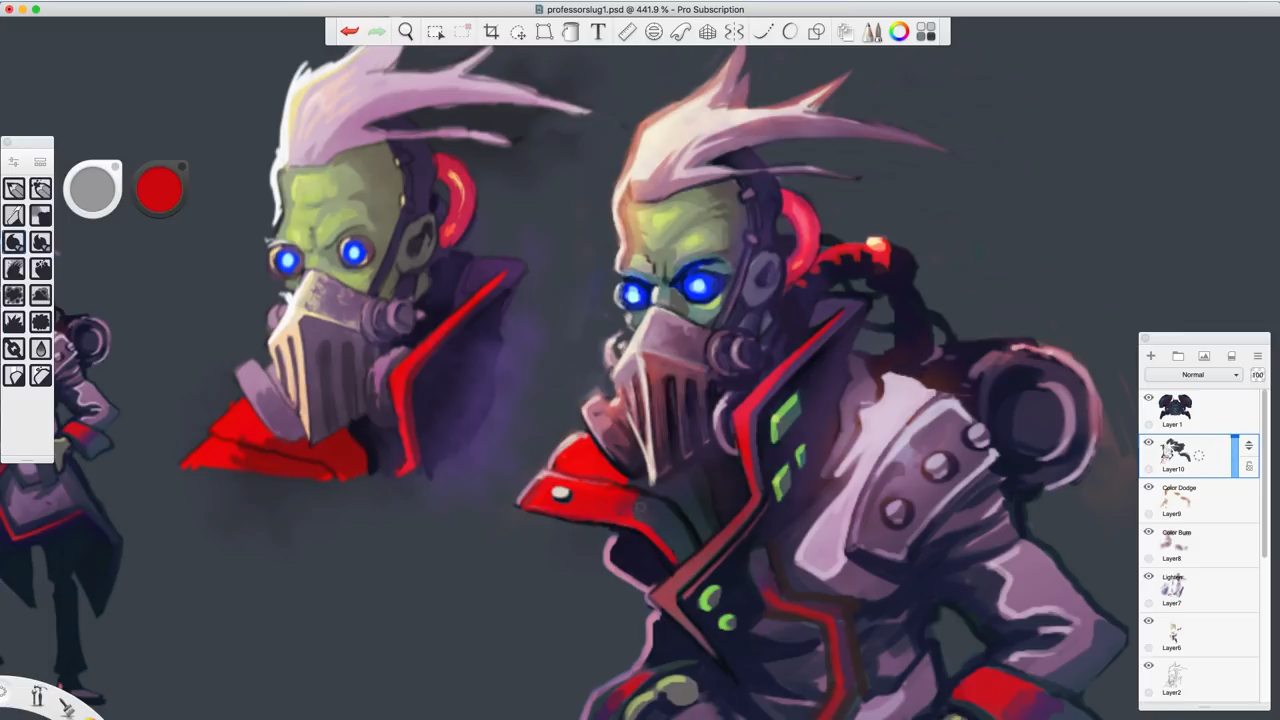 professorslug1.psd @ 441.9 % - Pro Subscription
T
Normal
100
Layer 1
Layer10
Color Dodge
Layer9
Color Burn
Layer8
Lighten
Layer7
Layer6
Layer2